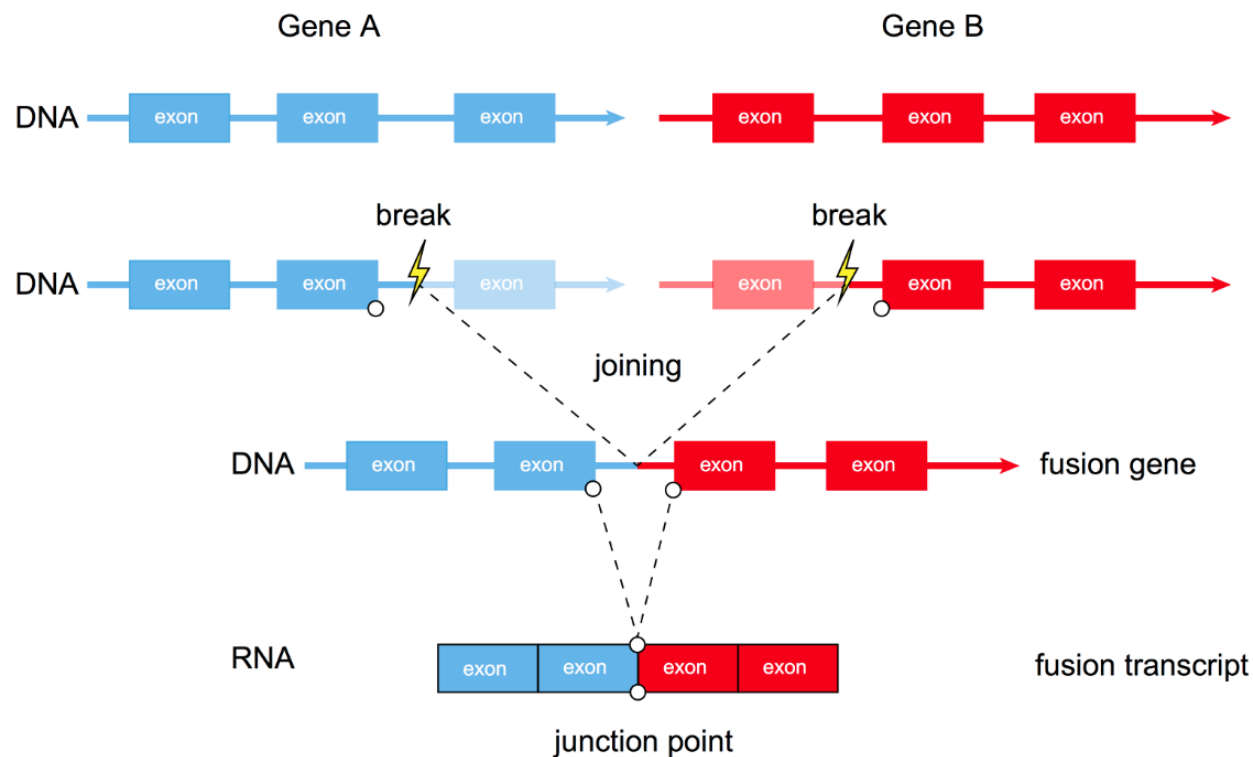 Gene A Gene B
DNA exon exon exon exon exon exon
break break
DNA exon exon exon exon exon exon
joining
DNA exon exon exon exon fusion gene
RNA exon exon exon exon fusion transcript
junction point